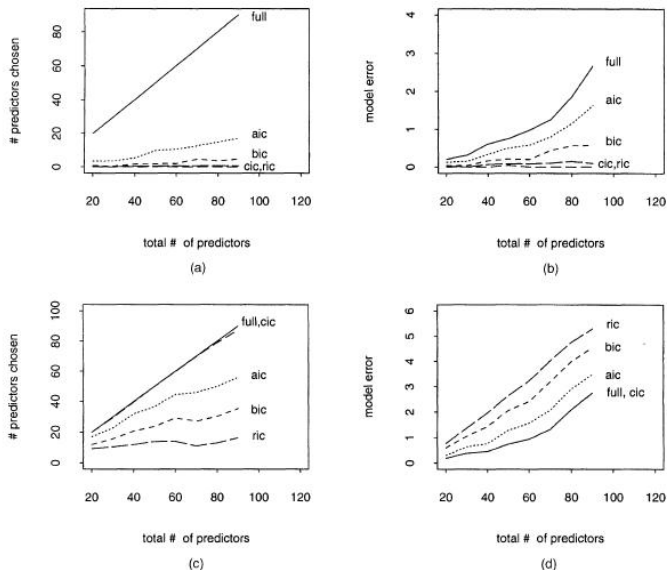 80
60
40
20
0
# predictors chosen
full
aic
bic
cic,ric
20 40 60 80 100 120
total # of predictors
(a)
4
3
2
1
0
model error
full
aic
bic
cic,ric
20 40 60 80 100 120
total # of predictors
(b)
100
80
60
40
20
0
# predictors chosen
full,cic
aic
bic
ric
20 40 60 80 100 120
total # of predictors
(c)
6
5
4
3
2
1
0
model error
ric
bic
aic
full, cic
20 40 60 80 100 120
total # of predictors
(d)